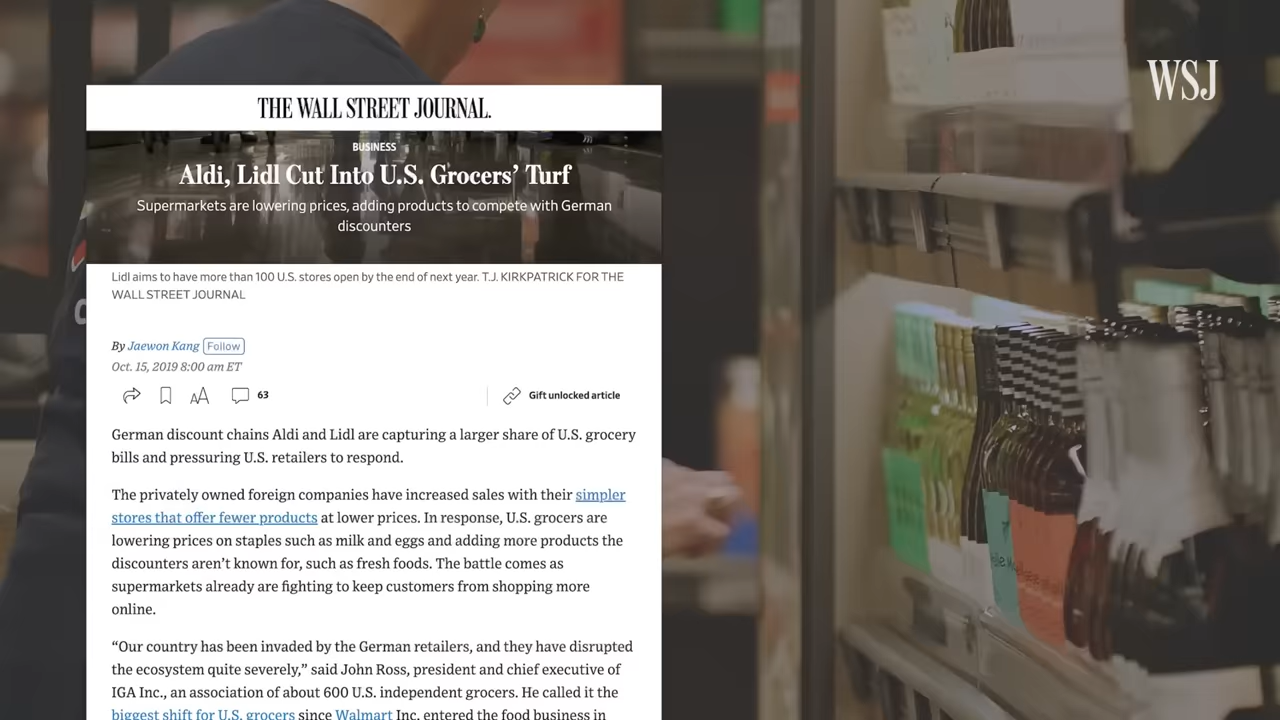 WSJ
THE WALL STREET JOURNAL.
BUSINESS
Aldi, Lidl Cut Into U.S. Grocers’ Turf
Supermarkets are lowering prices, adding products to compete with German
discounters
Lidl aims to have more than 100 U.S. stores open by the end of next year. T.J. KIRKPATRICK FOR THE
WALL STREET JOURNAL
By Jaewon Kang Follow
Oct. 15, 2019 8:00 am ET
AA 63 Gift unlocked article
German discount chains Aldi and Lidl are capturing a larger share of U.S. grocery
bills and pressuring U.S. retailers to respond.
The privately owned foreign companies have increased sales with their simpler
stores that offer fewer products at lower prices. In response, U.S. grocers are
lowering prices on staples such as milk and eggs and adding more products the
discounters aren’t known for, such as fresh foods. The battle comes as
supermarkets already are fighting to keep customers from shopping more
online.
“Our country has been invaded by the German retailers, and they have disrupted
the ecosystem quite severely,” said John Ross, president and chief executive of
IGA Inc., an association of about 600 U.S. independent grocers. He called it the
biggest shift for U.S. grocers since Walmart Inc. entered the food business in